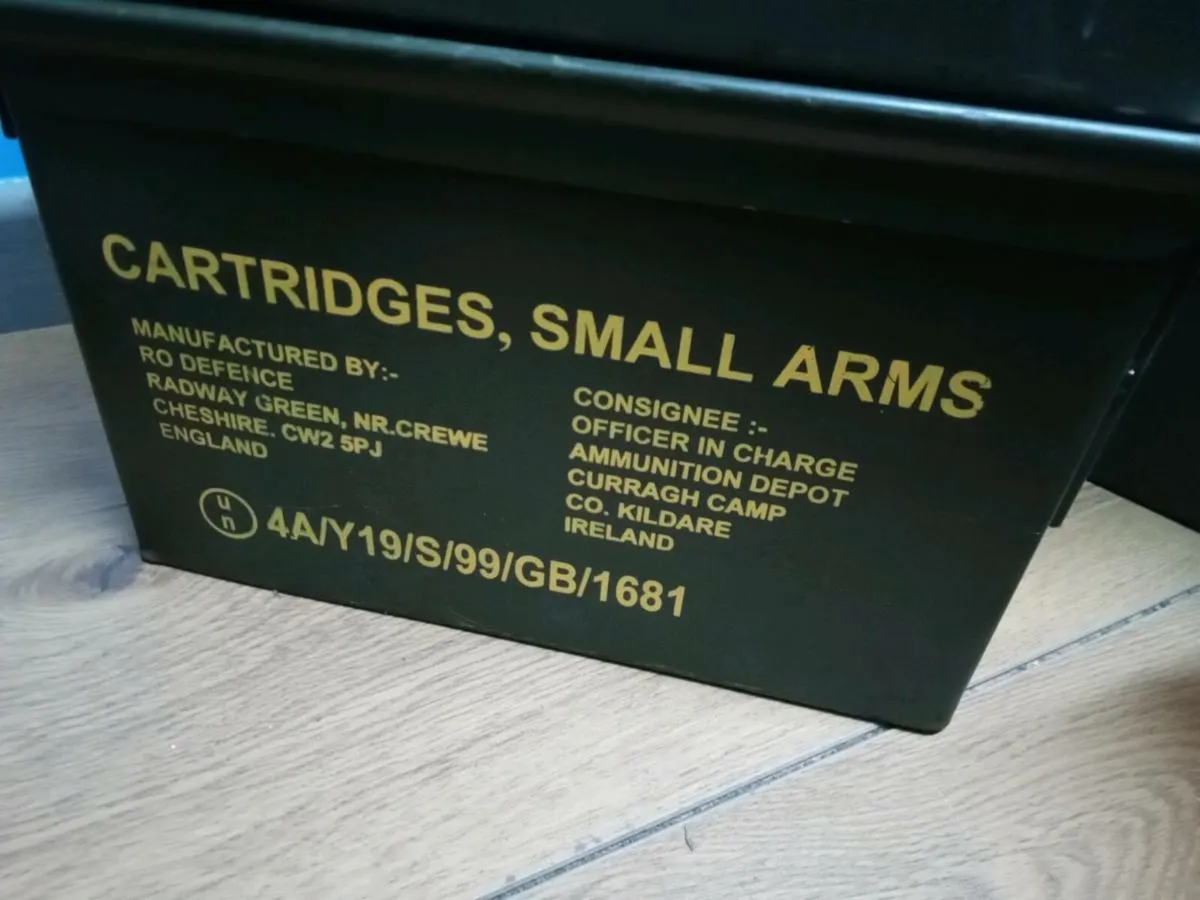 CARTRIDGES, SMALL ARMS
MANUFACTURED BY:-
RO DEFENCE
RADWAY GREEN, NR.CREWE
CHESHIRE. CW2 5PJ
ENGLAND
CONSIGNEE :-
OFFICER IN CHARGE
AMMUNITION DEPOT
CURRAGH CAMP
CO. KILDARE
IRELAND
u
n
4A/Y19/S/99/GB/1681